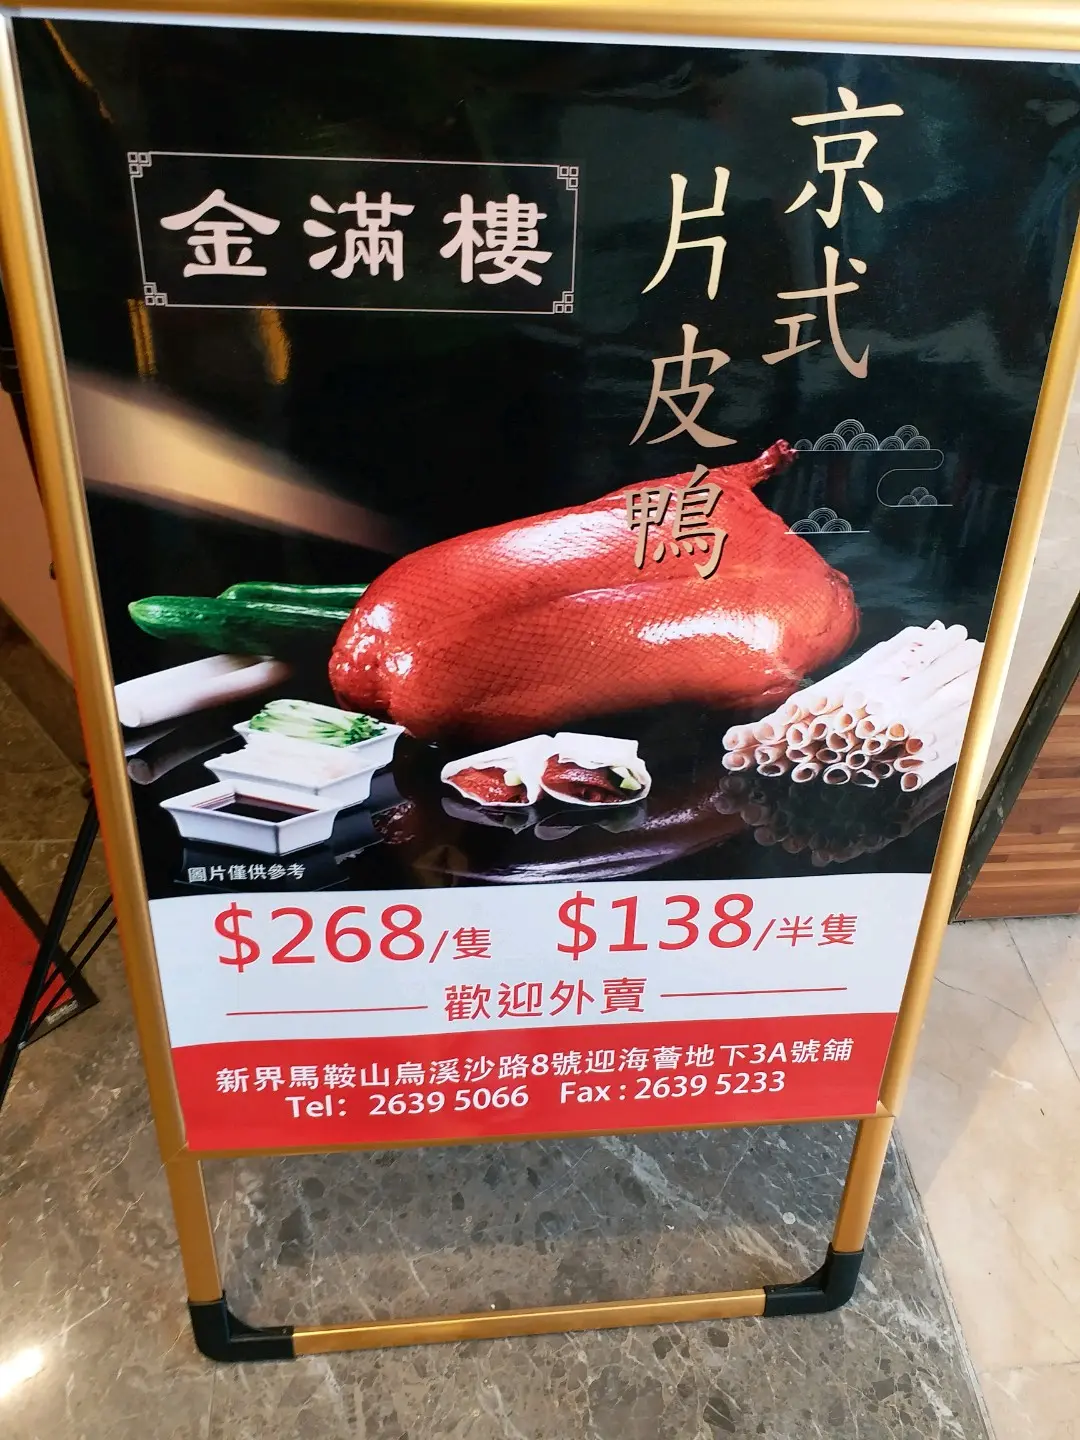 金滿樓
京式
片皮鴨
圖片僅供參考
$268/隻 $138/半隻
歡迎外賣
新界馬鞍山烏溪沙路8號迎海薈地下3A號舖
Tel: 2639 5066 Fax : 2639 5233